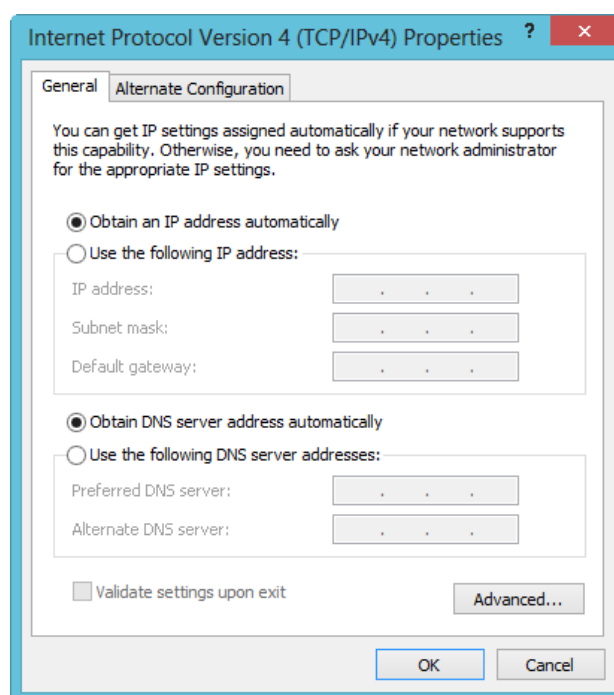 Internet Protocol Version 4 (TCP/IPv4) Properties ?
General Alternate Configuration
You can get IP settings assigned automatically if your network supports
this capability. Otherwise, you need to ask your network administrator
for the appropriate IP settings.
Obtain an IP address automatically
Use the following IP address:
IP address: . . .
Subnet mask: . . .
Default gateway: . . .
Obtain DNS server address automatically
Use the following DNS server addresses:
Preferred DNS server: . . .
Alternate DNS server: . . .
Validate settings upon exit
Advanced...
OK Cancel